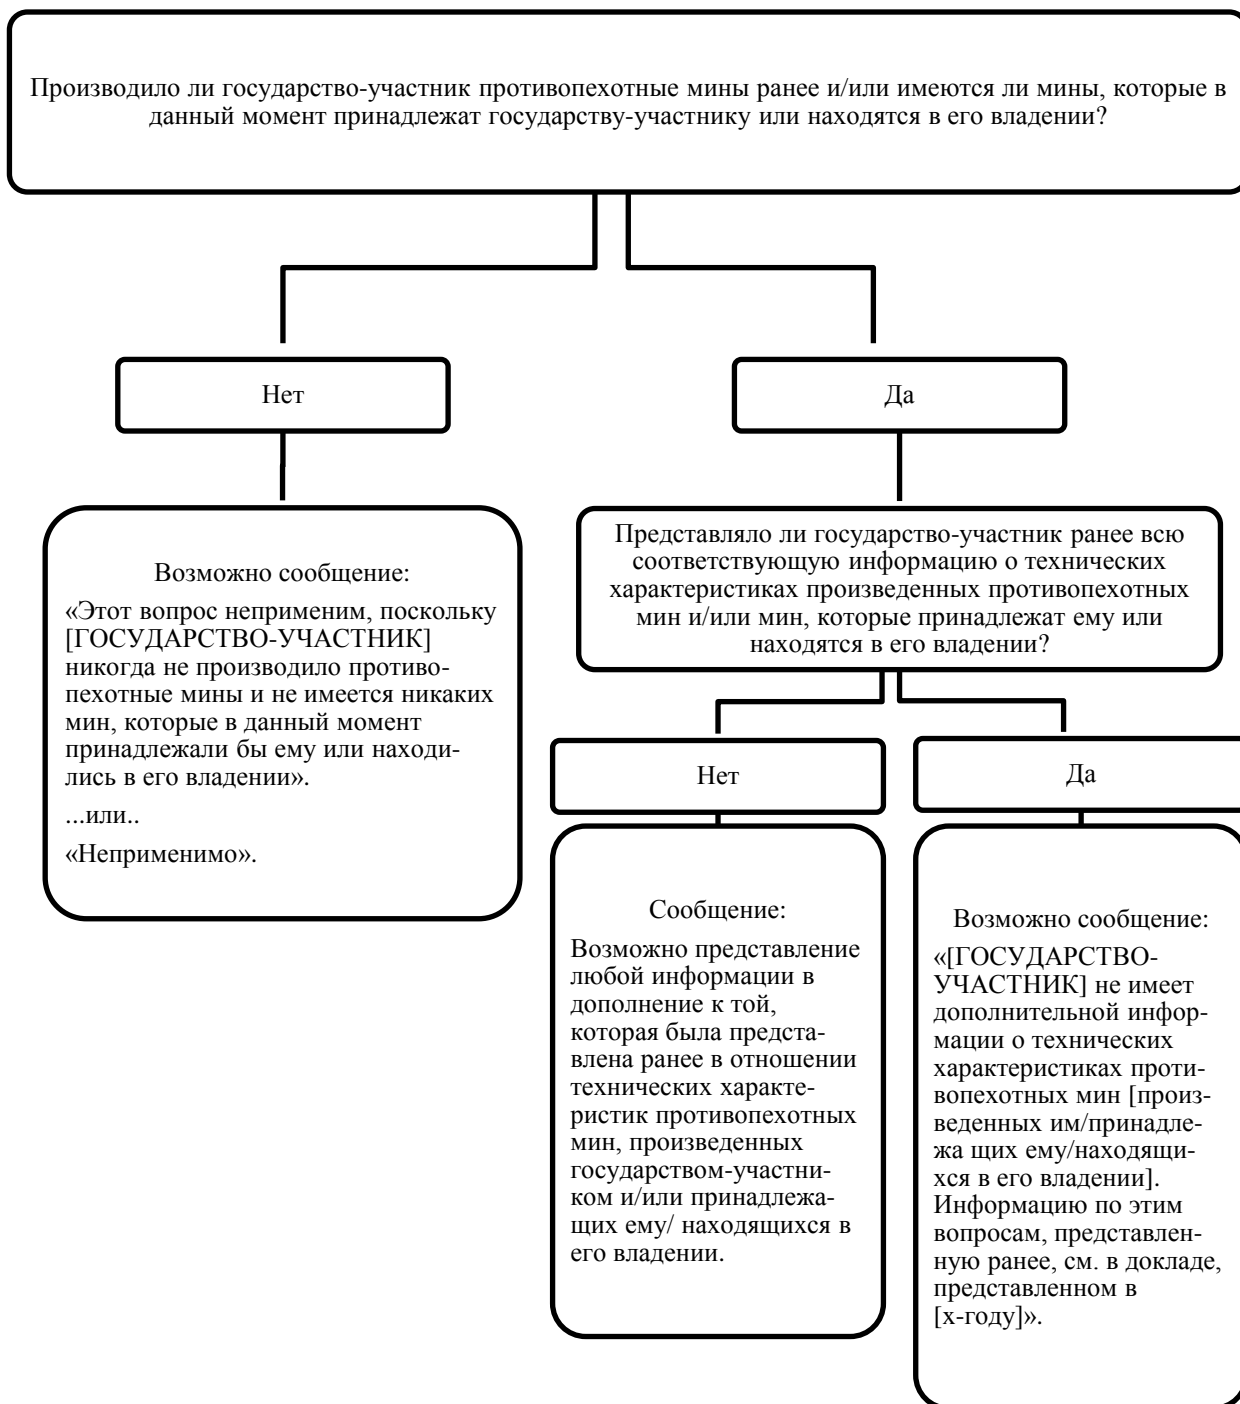 Производило ли государство-участник противопехотные мины ранее и/или имеются ли мины, которые в
данный момент принадлежат государству-участнику или находятся в его владении?
Нет
Да
Возможно сообщение:
«Этот вопрос неприменим, поскольку
[ГОСУДАРСТВО-УЧАСТНИК]
никогда не производило противо-
пехотные мины и не имеется никаких
мин, которые в данный момент
принадлежали бы ему или находи-
лись в его владении».
...или..
«Неприменимо».
Представляло ли государство-участник ранее всю
соответствующую информацию о технических
характеристиках произведенных противопехотных
мин и/или мин, которые принадлежат ему или
находятся в его владении?
Нет
Да
Сообщение:
Возможно представление
любой информации в
дополнение к той,
которая была предста-
влена ранее в отношении
технических характе-
ристик противопехотных
мин, произведенных
государством-участни-
ком и/или принадлежа-
щих ему/ находящихся в
его владении.
Возможно сообщение:
«[ГОСУДАРСТВО-
УЧАСТНИК] не имеет
дополнительной инфор-
мации о технических
характеристиках проти-
вопехотных мин [произ-
веденных им/принадле-
жа щих ему/находящи-
хся в его владении].
Информацию по этим
вопросам, представлен-
ную ранее, см. в докладе,
представленном в
[x-году]».